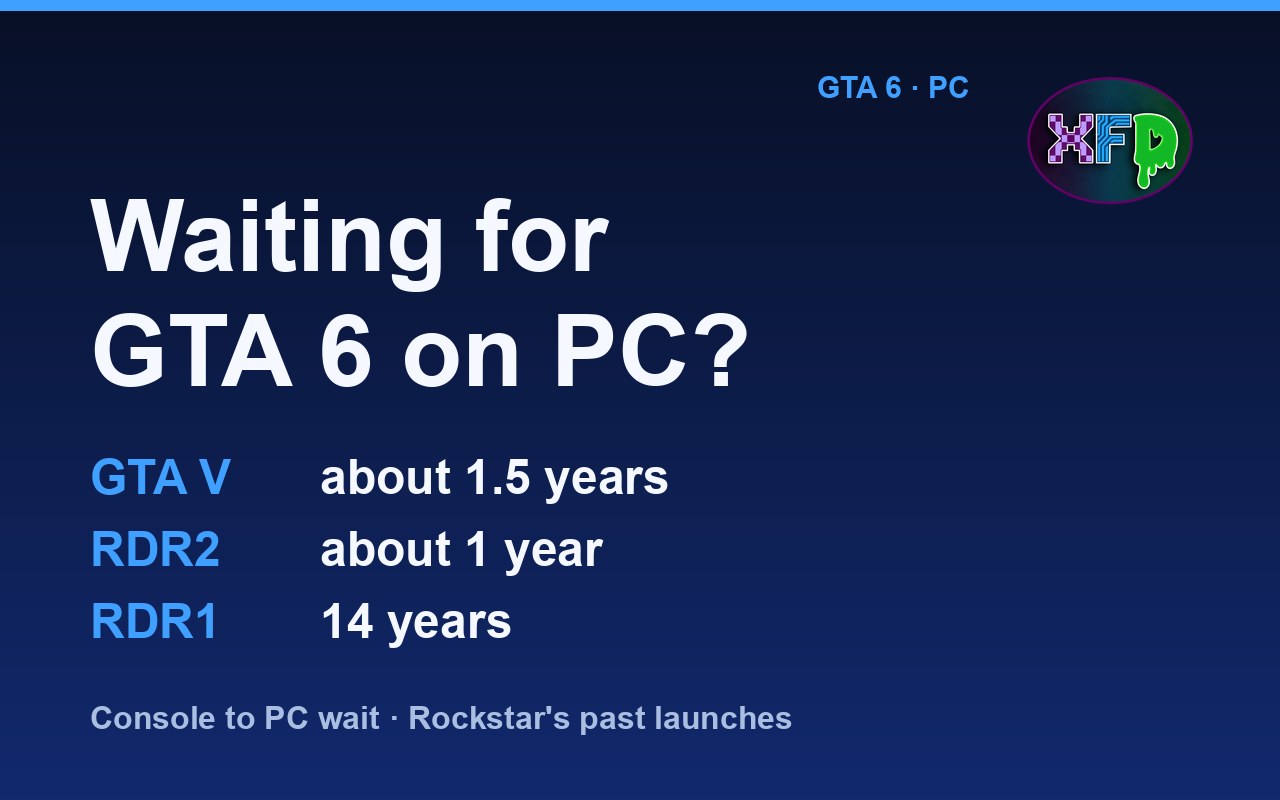 GTA 6 · PC
XFD
Waiting for
GTA 6 on PC?
GTA V about 1.5 years
RDR2 about 1 year
RDR1 14 years
Console to PC wait · Rockstar's past launches